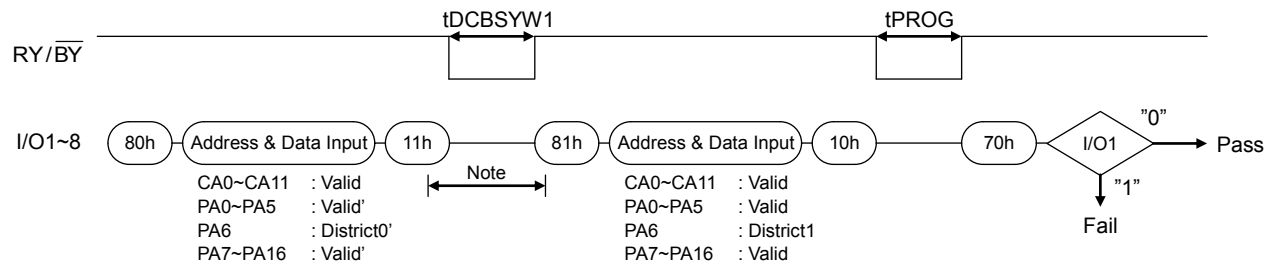 tDCBSYW1
tPROG
RY/BY
I/O1~8
80h
Address & Data Input
11h
81h
Address & Data Input
10h
70h
I/O1
"0"
Pass
"1"
Fail
Note
CA0~CA11 : Valid
PA0~PA5 : Valid'
PA6 : District0'
PA7~PA16 : Valid'
CA0~CA11 : Valid
PA0~PA5 : Valid
PA6 : District1
PA7~PA16 : Valid